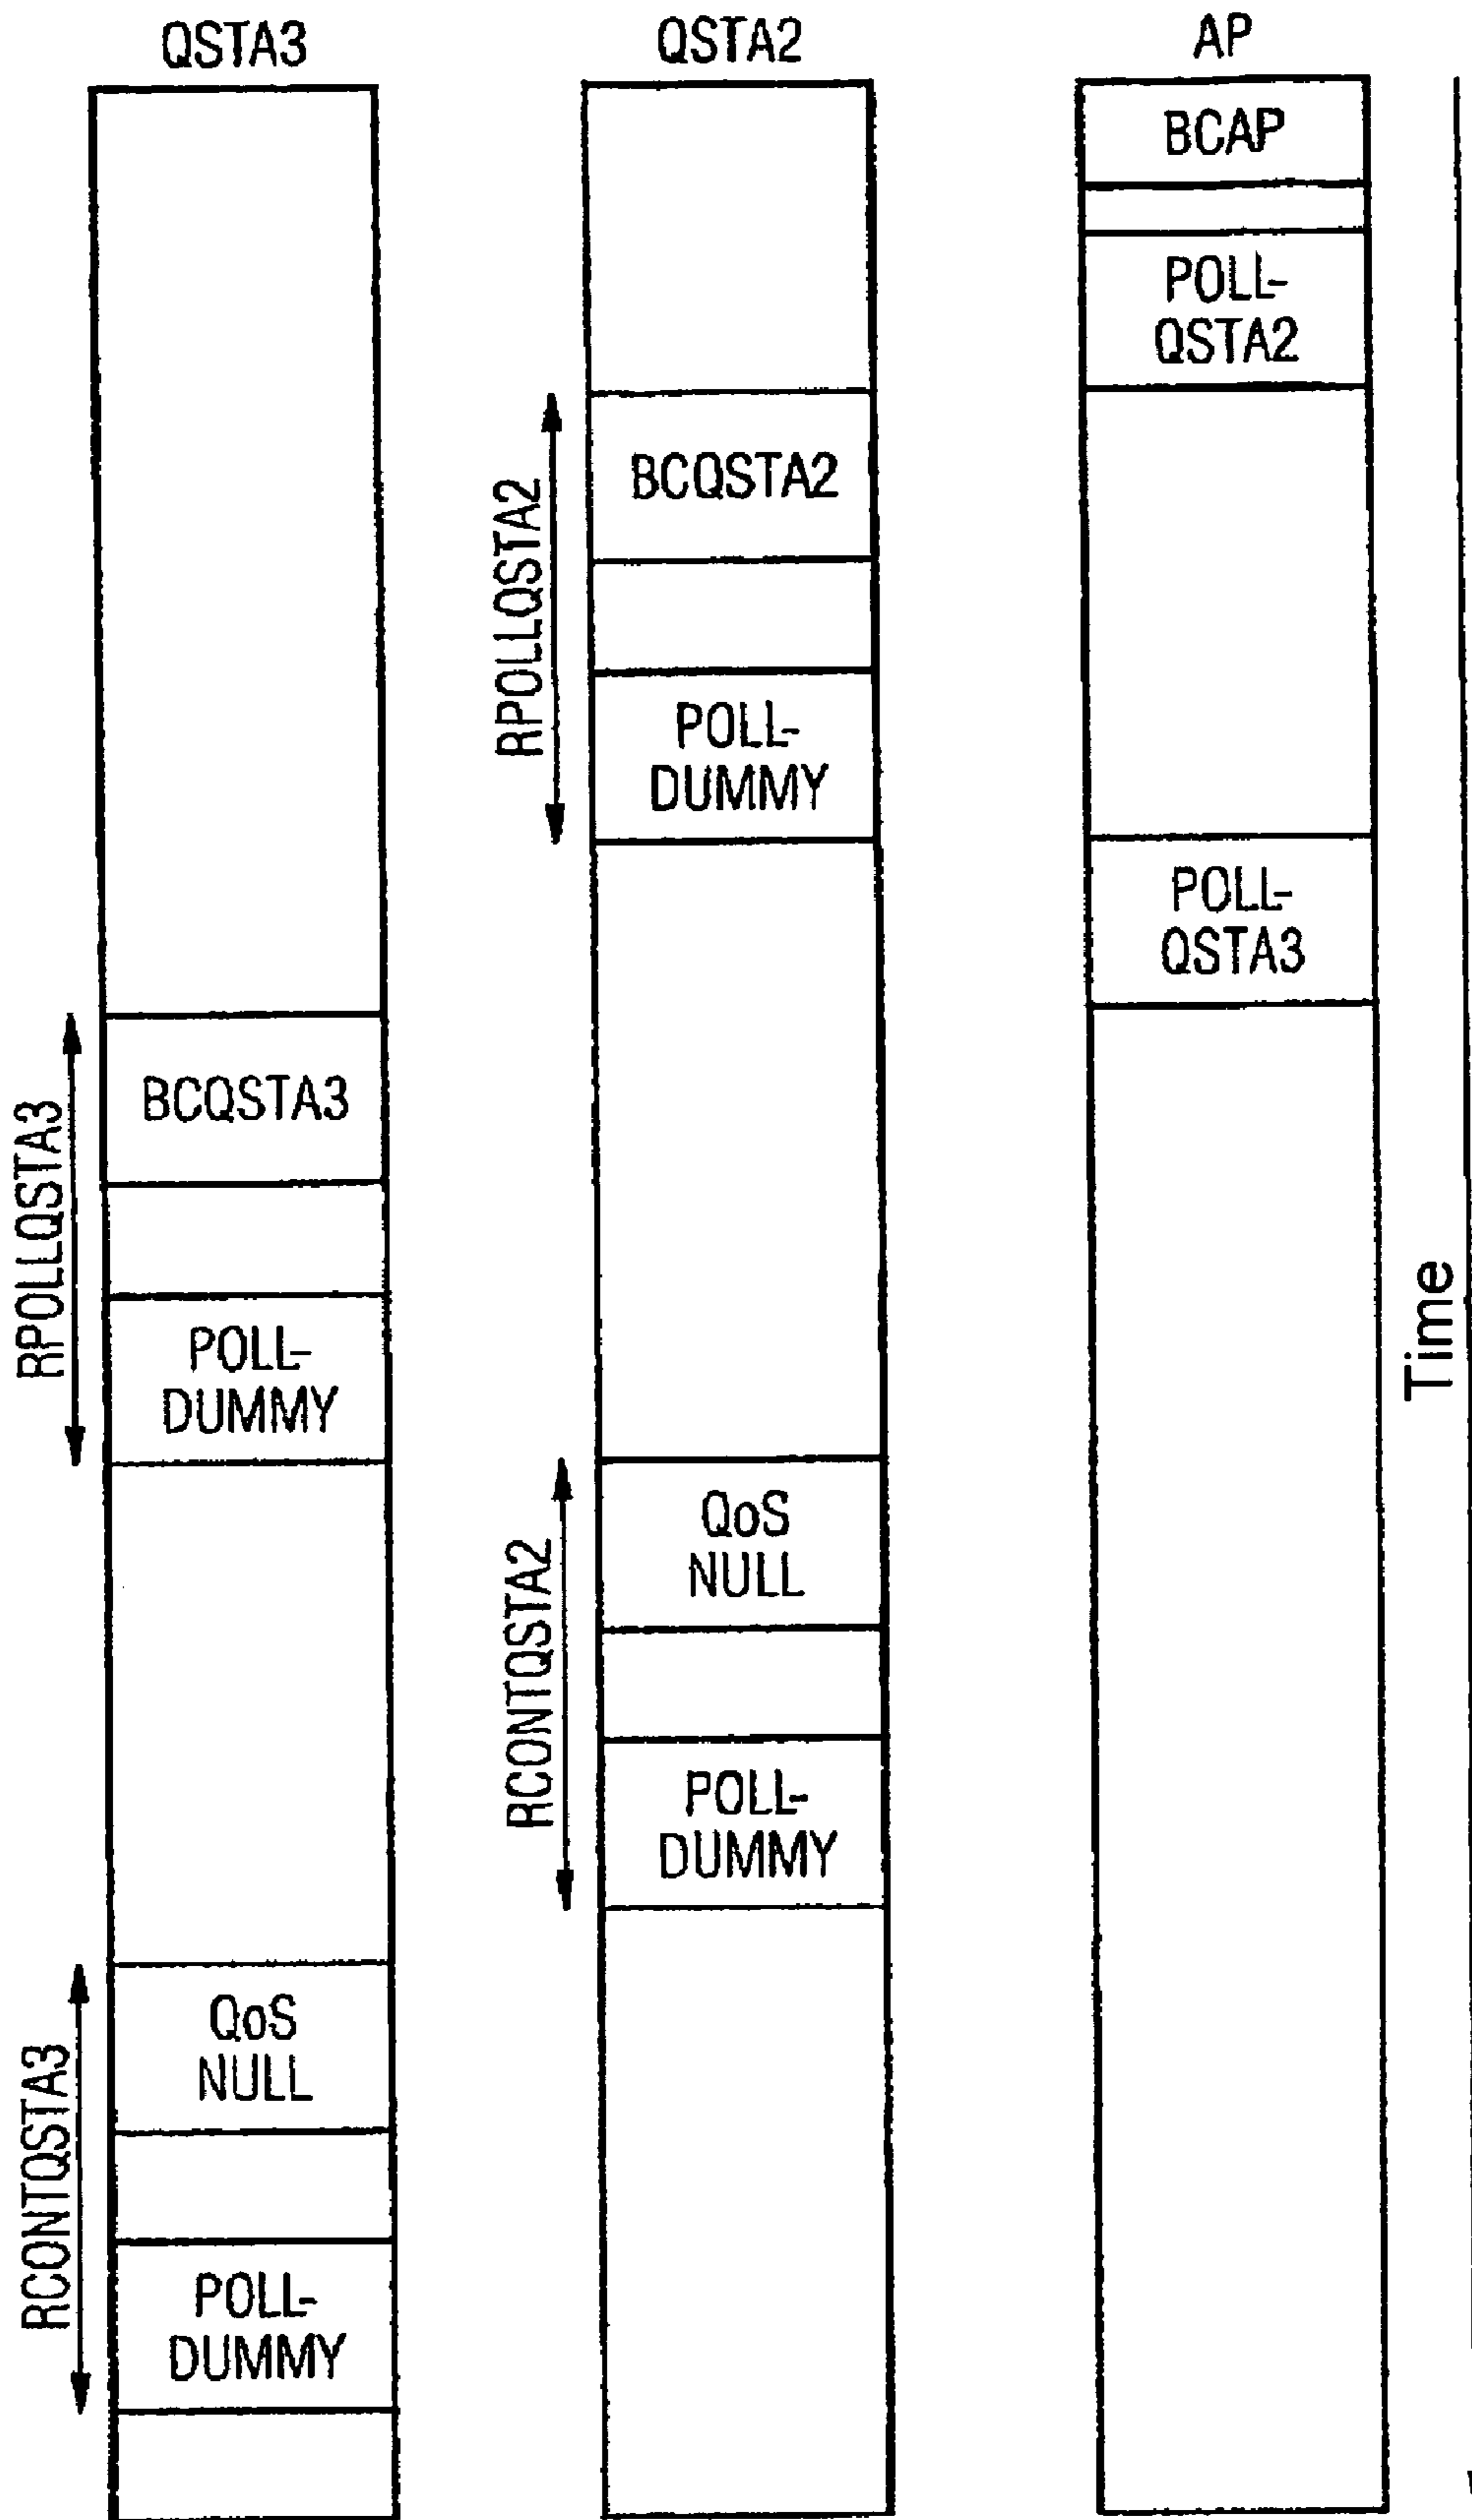 QSTA3
QSTA2
AP
BCAP
POLL-
QSTA2
BCQSTA2
RPOLLQSTA2
POLL-
DUMMY
POLL-
QSTA3
BCQSTA3
RPOLLQSTA3
POLL-
DUMMY
Time
QoS
NULL
RCONTQSTA2
POLL-
DUMMY
QoS
NULL
RCONTQSTA3
POLL-
DUMMY